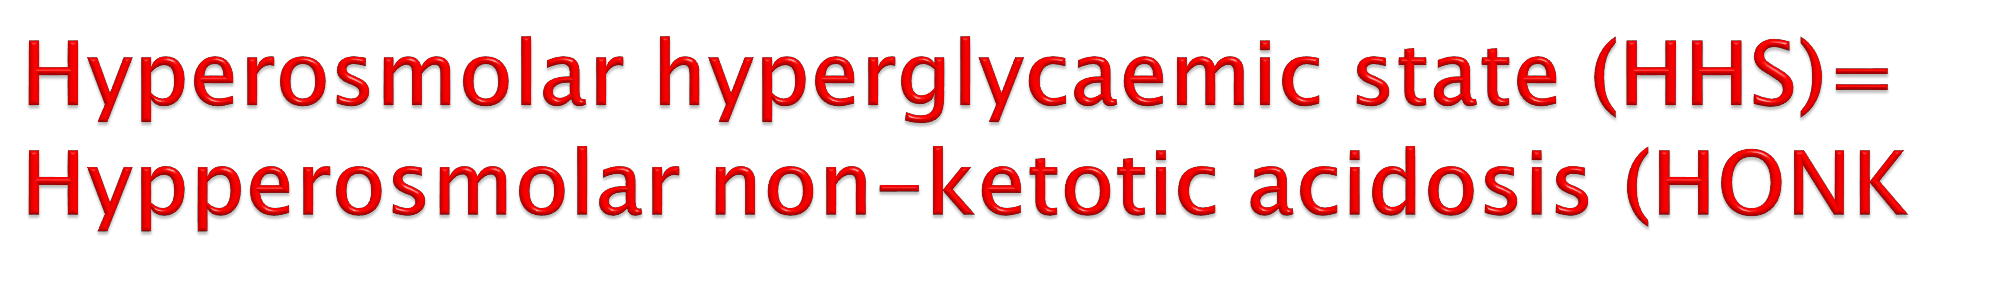 Hyperosmolar hyperglycaemic state (HHS)=
Hypperosmolar non-ketotic acidosis (HONK